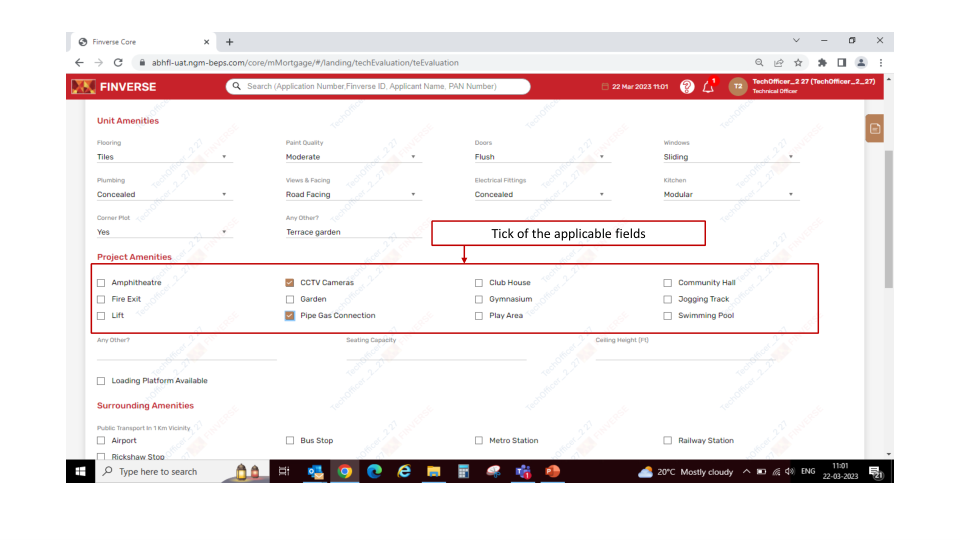 Finverse Core
abhfl-uat.ngm-beps.com/core/mMortgage/#/landing/techEvaluation/teEvaluation
FINVERSE
Search (Application Number,Finverse ID, Applicant Name, PAN Number)
22 Mar 2023 11:01
T2
TechOfficer_2 27 (TechOfficer_2_27)
Technical Officer
Unit Amenities
Flooring Paint Quality Doors Windows
Tiles Moderate Flush Sliding
Plumbing Views & Facing Electrical Fittings Kitchen
Concealed Road Facing Concealed Modular
Corner Plot Any Other?
Yes Terrace garden
Tick of the applicable fields
Project Amenities
Amphitheatre CCTV Cameras Club House Community Hall
Fire Exit Garden Gymnasium Jogging Track
Lift Pipe Gas Connection Play Area Swimming Pool
Any Other? Seating Capacity Ceiling Height (Ft)
Loading Platform Available
Surrounding Amenities
Public Transport In 1 Km Vicinity
Airport Bus Stop Metro Station Railway Station
Rickshaw Stop
Type here to search
20°C Mostly cloudy
ENG
11:01
22-03-2023
21